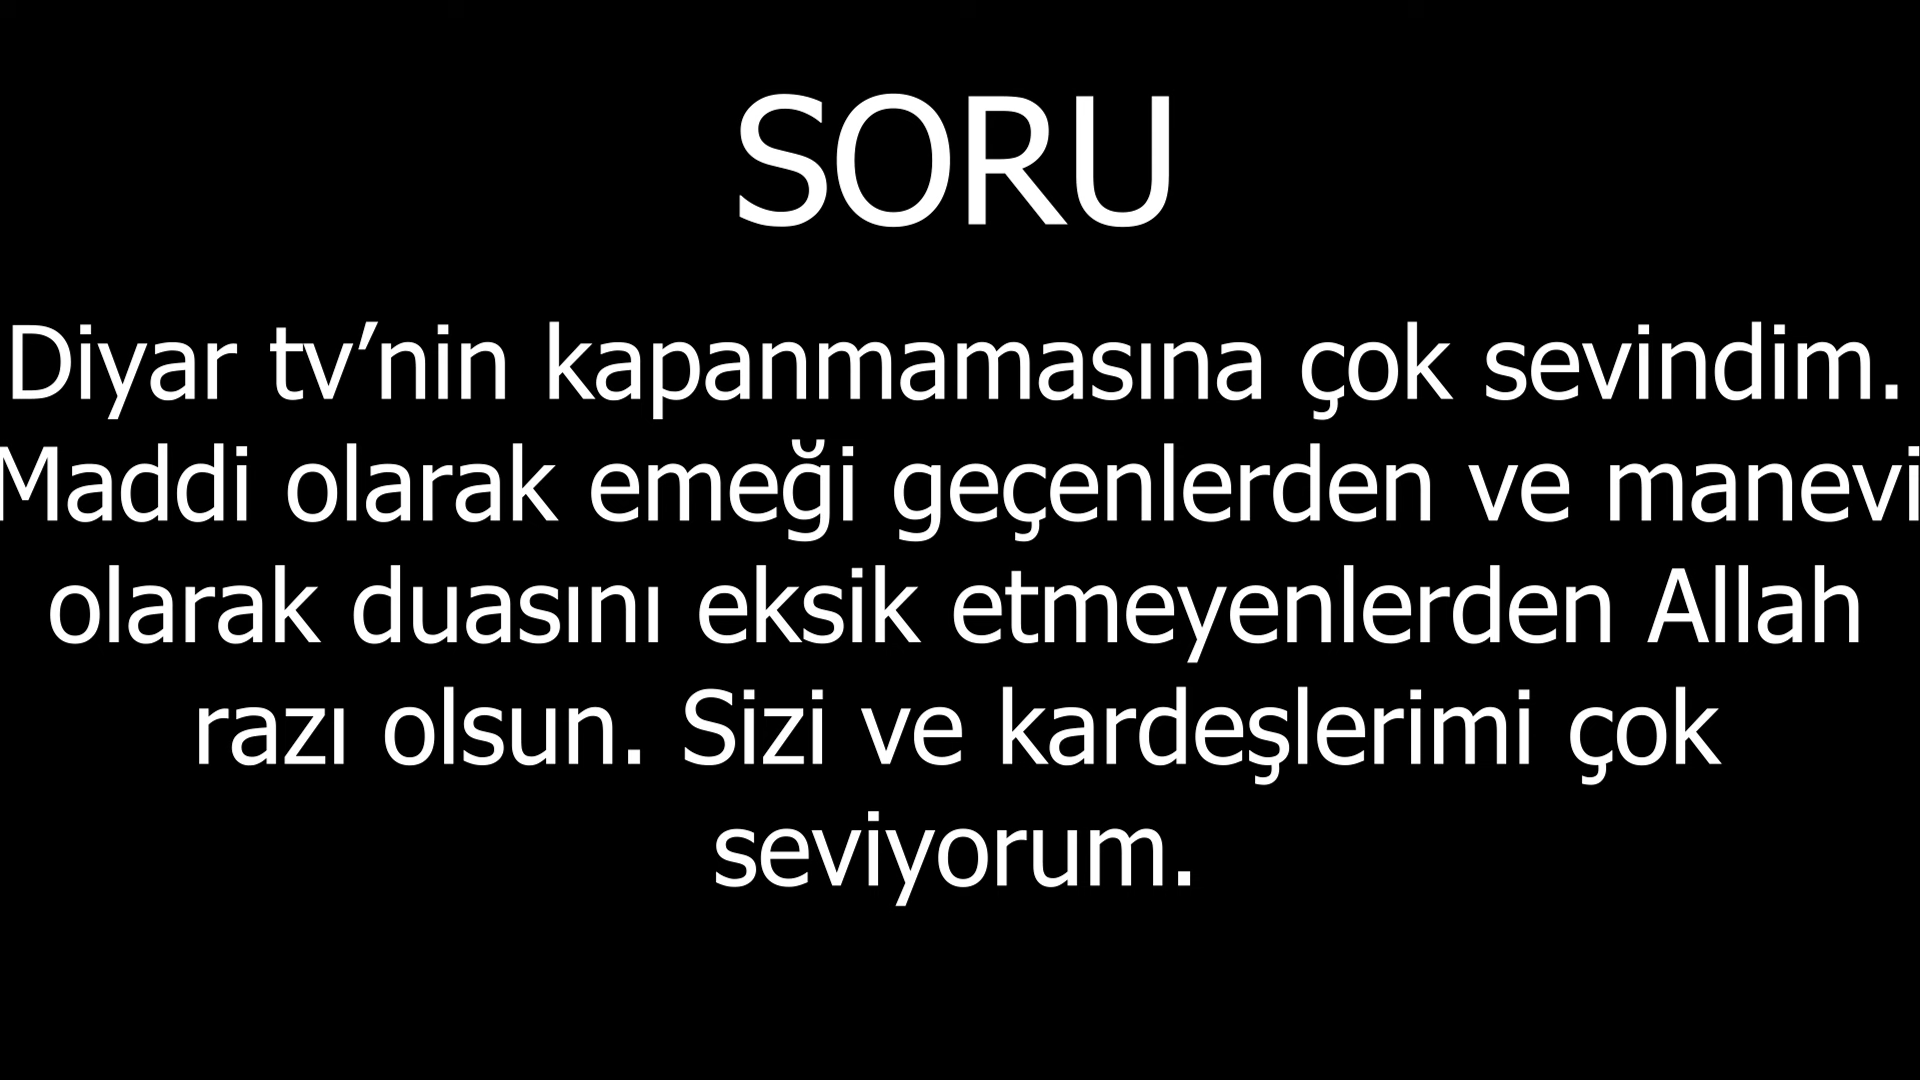 SORU
Diyar tv’nin kapanmamasına çok sevindim.
Maddi olarak emeği geçenlerden ve manevi
olarak duasını eksik etmeyenlerden Allah
razı olsun. Sizi ve kardeşlerimi çok
seviyorum.